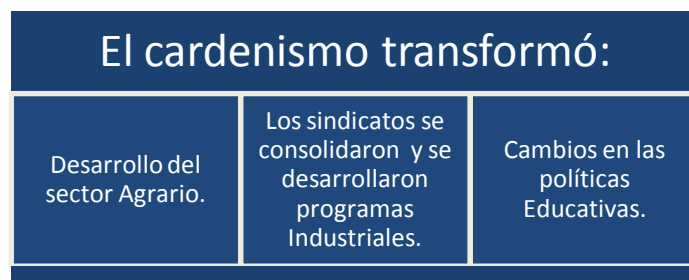 El cardenismo transformó:
Desarrollo del
sector Agrario.
Los sindicatos se
consolidaron y se
desarrollaron
programas
Industriales.
Cambios en las
políticas
Educativas.